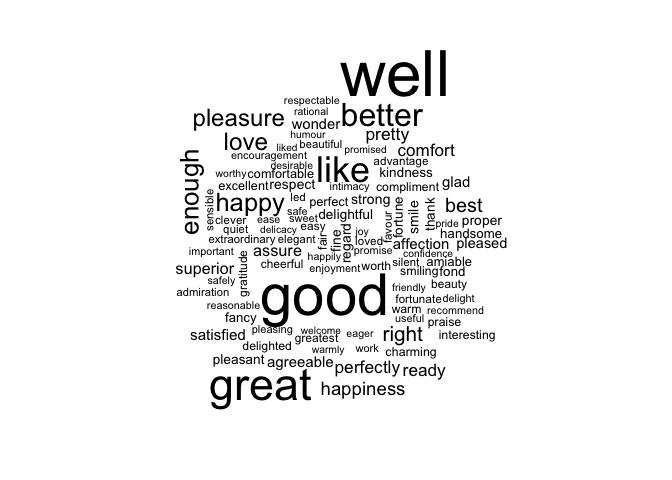 well
respectable
rational
pleasure
wonder
better
humour
pretty
love
liked
beautiful
promised
comfort
encouragement
enough
desirable
like
advantage
worthy
comfortable
kindness
excellent
respect
intimacy
compliment
glad
sensible
happy
led
perfect
strong
fortune
smile
thank
best
safe
clever
ease
sweet
delightful
favour
pride
proper
quiet
delicacy
easy
fair
fine
regard
joy
handsome
extraordinary
elegant
loved
affection
pleased
important
gratitude
assure
happily
promise
confidence
superior
cheerful
enjoyment
worth
silent
amiable
smiling
fond
safely
good
friendly
beauty
admiration
fortunate
delight
reasonable
warm
recommend
fancy
useful
praise
satisfied
pleasing
welcome
eager
right
interesting
greatest
delighted
warmly
work
charming
pleasant
agreeable
perfectly
ready
great
happiness